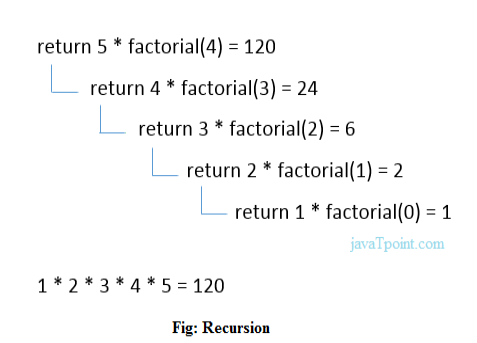 return 5 * factorial(4) = 120
return 4 * factorial(3) = 24
return 3 * factorial(2) = 6
return 2 * factorial(1) = 2
return 1 * factorial(0) = 1
javaTpoint.com
1 * 2 * 3 * 4 * 5 = 120
Fig: Recursion